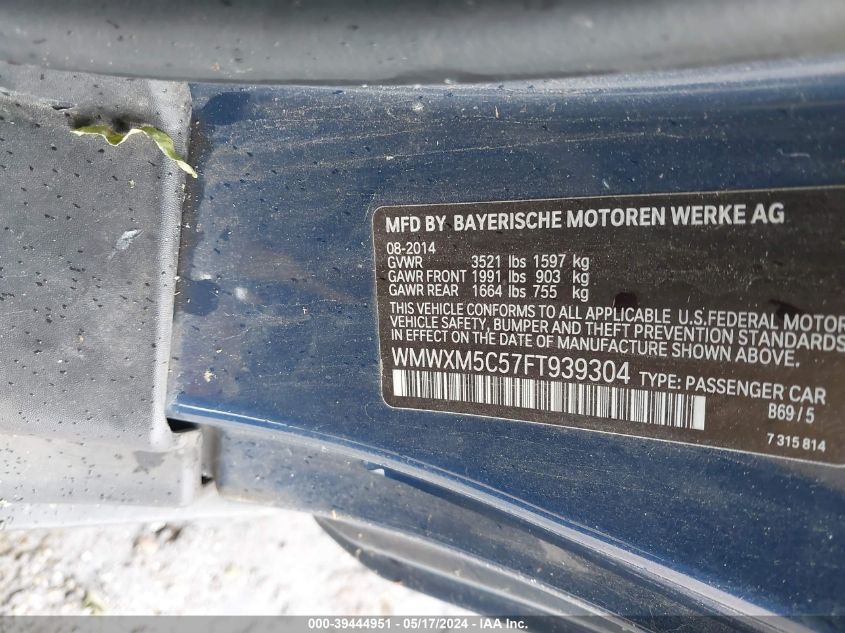 MFD BY BAYERISCHE MOTOREN WERKE AG
08-2014
GVWR 3521 lbs 1597 kg
GAWR FRONT 1991 lbs 903 kg
GAWR REAR 1664 lbs 755 kg
THIS VEHICLE CONFORMS TO ALL APPLICABLE U.S.FEDERAL MOTOR
VEHICLE SAFETY, BUMPER AND THEFT PREVENTION STANDARDS
IN EFFECT ON THE DATE OF MANUFACTURE SHOWN ABOVE.
WMWXM5C57FT939304 TYPE: PASSENGER CAR
B69 / 5
7 315 814
000-39444951 - 05/17/2024 - IAA Inc.